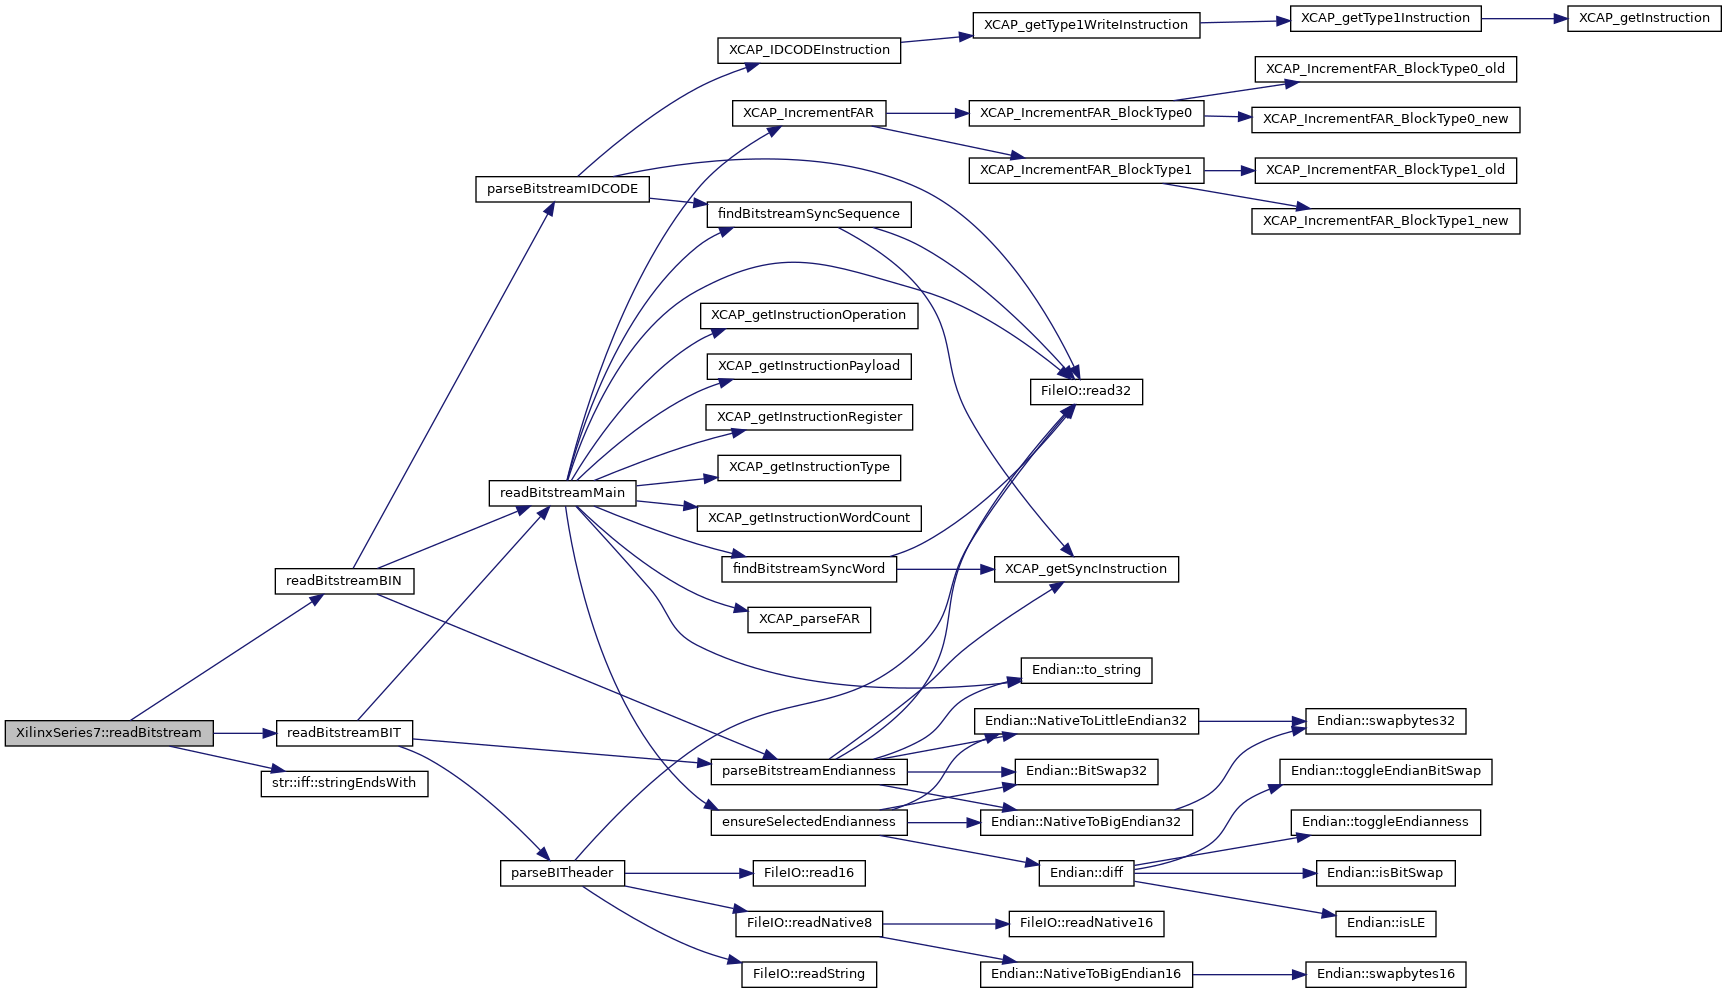 XCAP_getType1WriteInstruction
XCAP_getType1Instruction
XCAP_getInstruction
XCAP_IDCODEInstruction
XCAP_IncrementFAR_BlockType0_old
XCAP_IncrementFAR
XCAP_IncrementFAR_BlockType0
XCAP_IncrementFAR_BlockType0_new
XCAP_IncrementFAR_BlockType1
XCAP_IncrementFAR_BlockType1_old
parseBitstreamIDCODE
findBitstreamSyncSequence
XCAP_IncrementFAR_BlockType1_new
XCAP_getInstructionOperation
XCAP_getInstructionPayload
FileIO::read32
XCAP_getInstructionRegister
XCAP_getInstructionType
readBitstreamMain
XCAP_getInstructionWordCount
findBitstreamSyncWord
XCAP_getSyncInstruction
readBitstreamBIN
XCAP_parseFAR
Endian::to_string
Endian::NativeToLittleEndian32
Endian::swapbytes32
XilinxSeries7::readBitstream
readBitstreamBIT
parseBitstreamEndianness
Endian::BitSwap32
Endian::toggleEndianBitSwap
str::iff::stringEndsWith
ensureSelectedEndianness
Endian::NativeToBigEndian32
Endian::toggleEndianness
parseBITheader
FileIO::read16
Endian::diff
Endian::isBitSwap
FileIO::readNative8
FileIO::readNative16
Endian::isLE
FileIO::readString
Endian::NativeToBigEndian16
Endian::swapbytes16